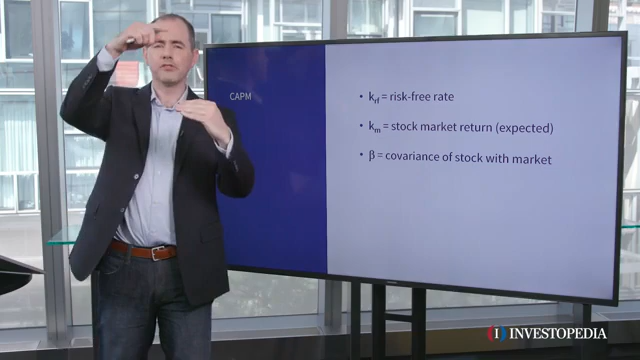 CAPM
• k_rf = risk-free rate
• k_m = stock market return (expected)
• β = covariance of stock with market
INVESTOPEDIA